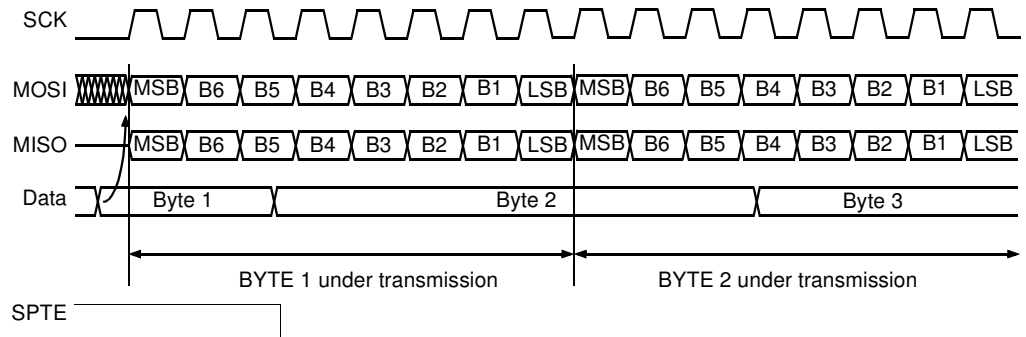 SCK
MOSI MSB B6 B5 B4 B3 B2 B1 LSB MSB B6 B5 B4 B3 B2 B1 LSB
MISO MSB B6 B5 B4 B3 B2 B1 LSB MSB B6 B5 B4 B3 B2 B1 LSB
Data Byte 1 Byte 2 Byte 3
BYTE 1 under transmission BYTE 2 under transmission
SPTE